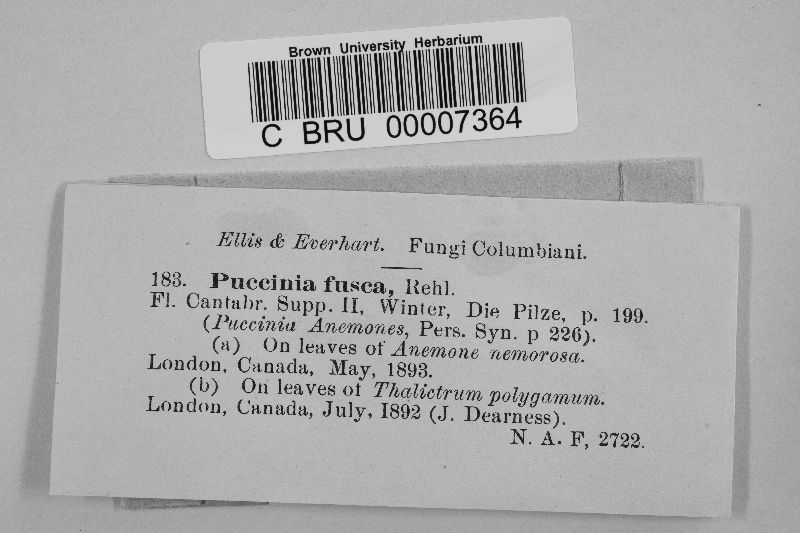 Brown University Herbarium
C BRU 00007364
Ellis & Everhart. Fungi Columbiani.
183. Puccinia fusca, Rehl.
Fl. Cantabr. Supp. II, Winter, Die Pilze, p. 199.
(Puccinia Anemones, Pers. Syn. p 226).
(a) On leaves of Anemone nemorosa.
London, Canada, May, 1893.
(b) On leaves of Thalictrum polygamum.
London, Canada, July, 1892 (J. Dearness).
N. A. F, 2722.